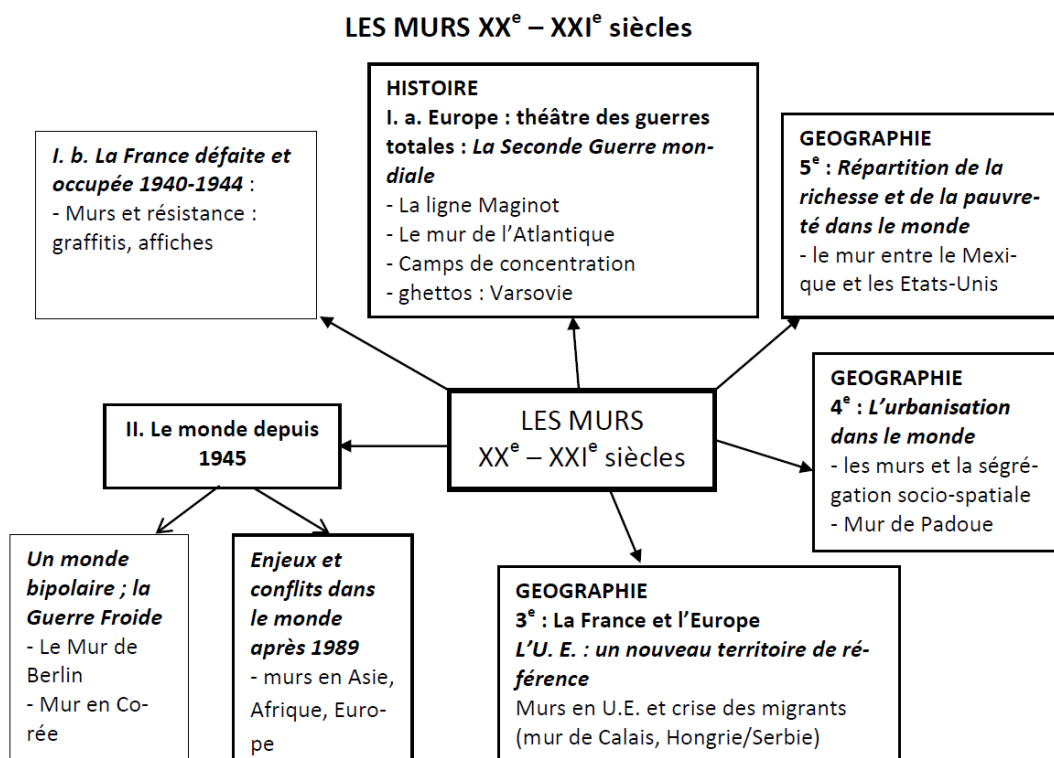 LES MURS XXe – XXIe siècles
HISTOIRE
I. a. Europe : théâtre des guerres
totales : La Seconde Guerre mon-
diale
- La ligne Maginot
- Le mur de l’Atlantique
- Camps de concentration
- ghettos : Varsovie
I. b. La France défaite et
occupée 1940-1944 :
- Murs et résistance :
graffitis, affiches
GEOGRAPHIE
5e : Répartition de la
richesse et de la pauvre-
té dans le monde
- le mur entre le Mexi-
que et les Etats-Unis
LES MURS
XXe – XXIe siècles
GEOGRAPHIE
4e : L’urbanisation
dans le monde
- les murs et la ségré-
gation socio-spatiale
- Mur de Padoue
II. Le monde depuis
1945
Un monde
bipolaire ; la
Guerre Froide
- Le Mur de
Berlin
- Mur en Co-
rée
Enjeux et
conflits dans
le monde
après 1989
- murs en Asie,
Afrique, Euro-
pe
GEOGRAPHIE
3e : La France et l’Europe
L’U. E. : un nouveau territoire de ré-
férence
Murs en U.E. et crise des migrants
(mur de Calais, Hongrie/Serbie)